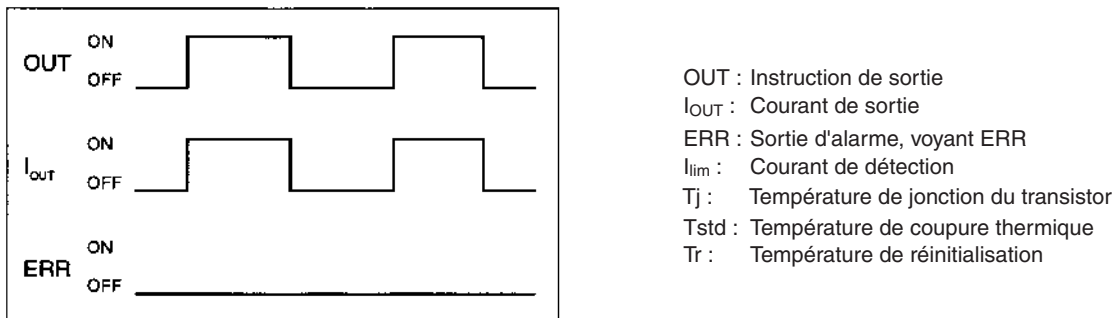 OUT
ON
OFF
IOUT
ON
OFF
ERR
ON
OFF
OUT : Instruction de sortie
IOUT : Courant de sortie
ERR : Sortie d'alarme, voyant ERR
Ilim : Courant de détection
Tj : Température de jonction du transistor
Tstd : Température de coupure thermique
Tr : Température de réinitialisation